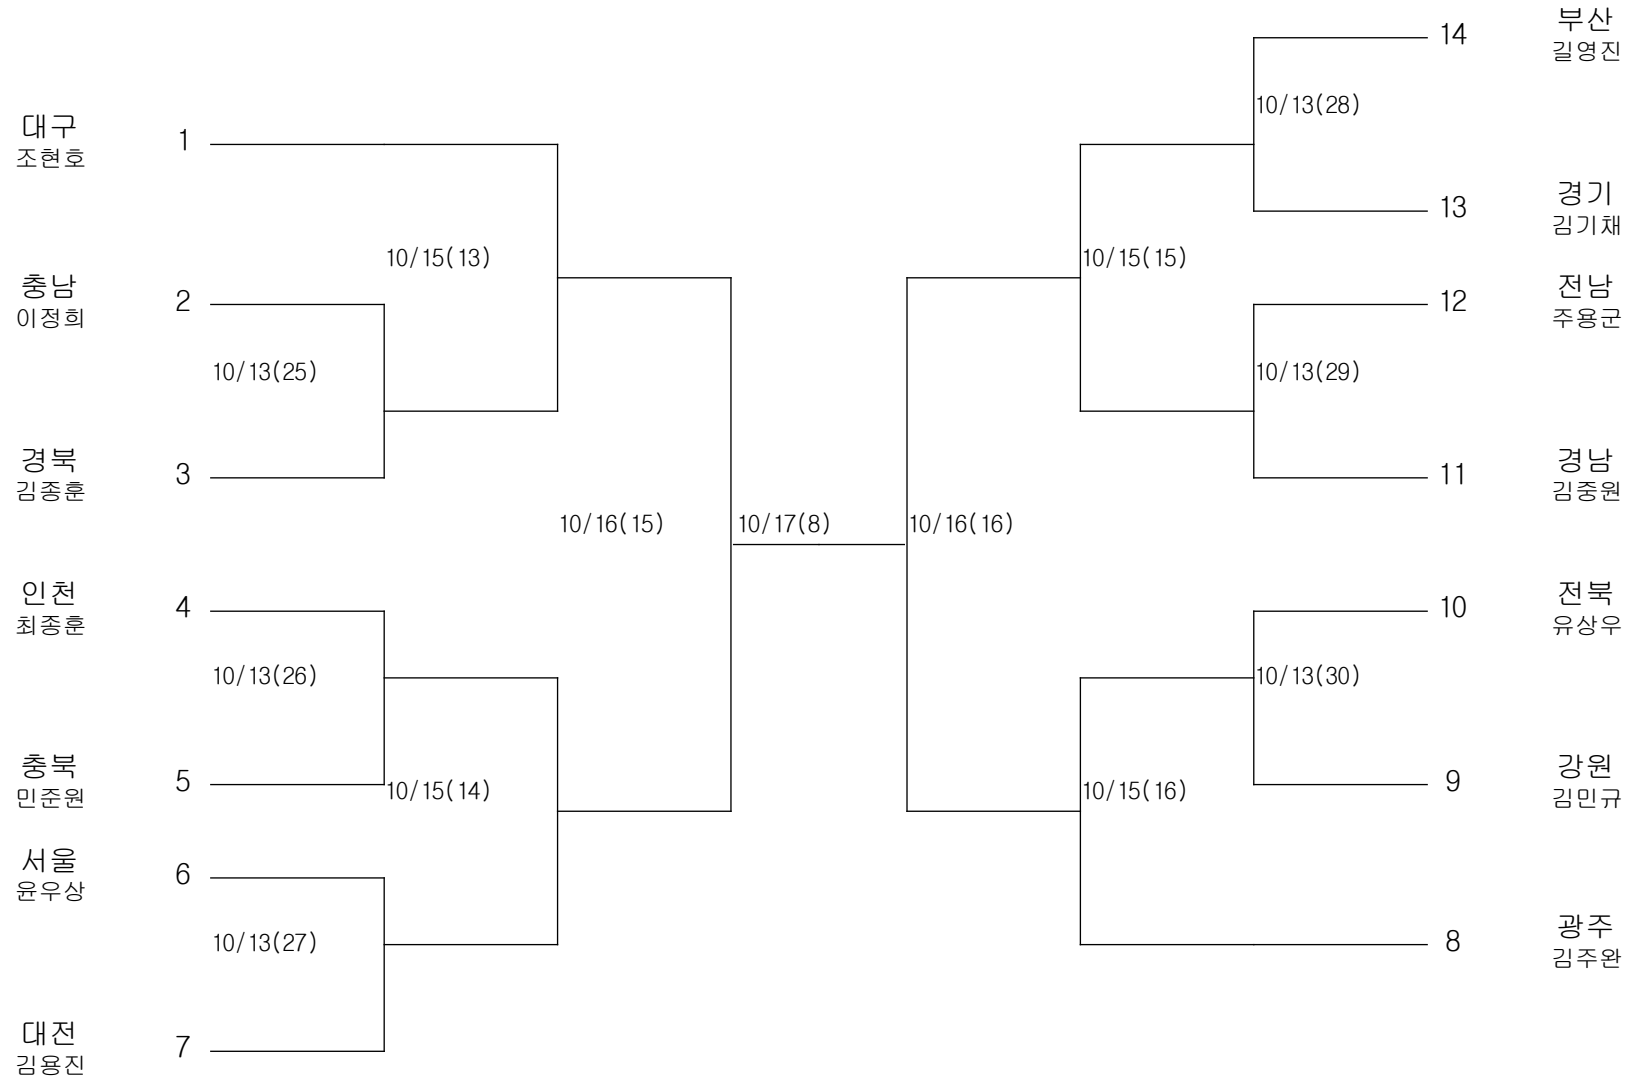 대구
조현호
1
10/15(13)
충남
이정희
2
10/13(25)
경북
김종훈
3
10/16(15)
인천
최종훈
4
10/13(26)
충북
민준원
5
10/15(14)
서울
윤우상
6
10/13(27)
대전
김용진
7
10/17(8)
14
부산
길영진
10/13(28)
13
경기
김기채
10/15(15)
12
전남
주용군
10/13(29)
11
경남
김중원
10/16(16)
10
전북
유상우
10/13(30)
9
강원
김민규
10/15(16)
8
광주
김주완